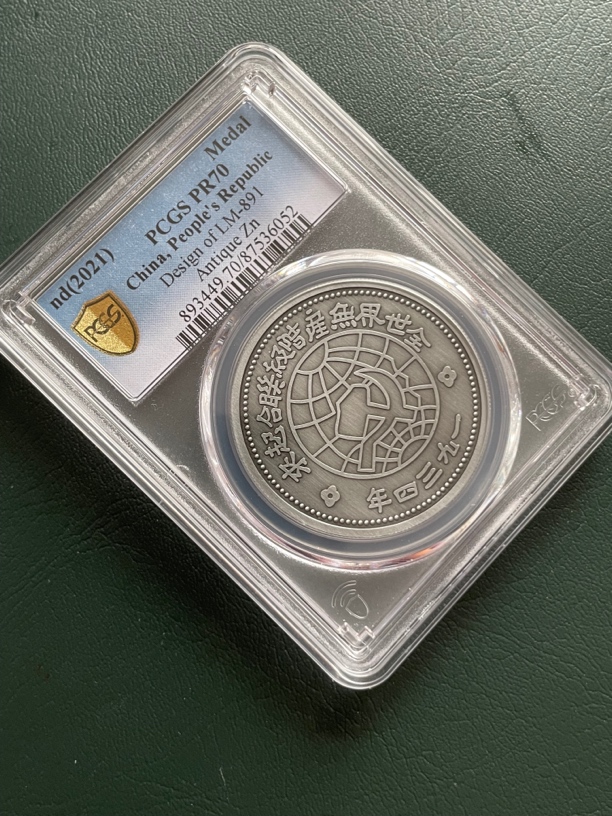 nd(2021) Medal
PCGS PR70
China, People's Republic
Design of LM-891
Antique Zn
893449.70/87536052
PCGS
全世界無產階級聯合起來
一九三四年
PCGS